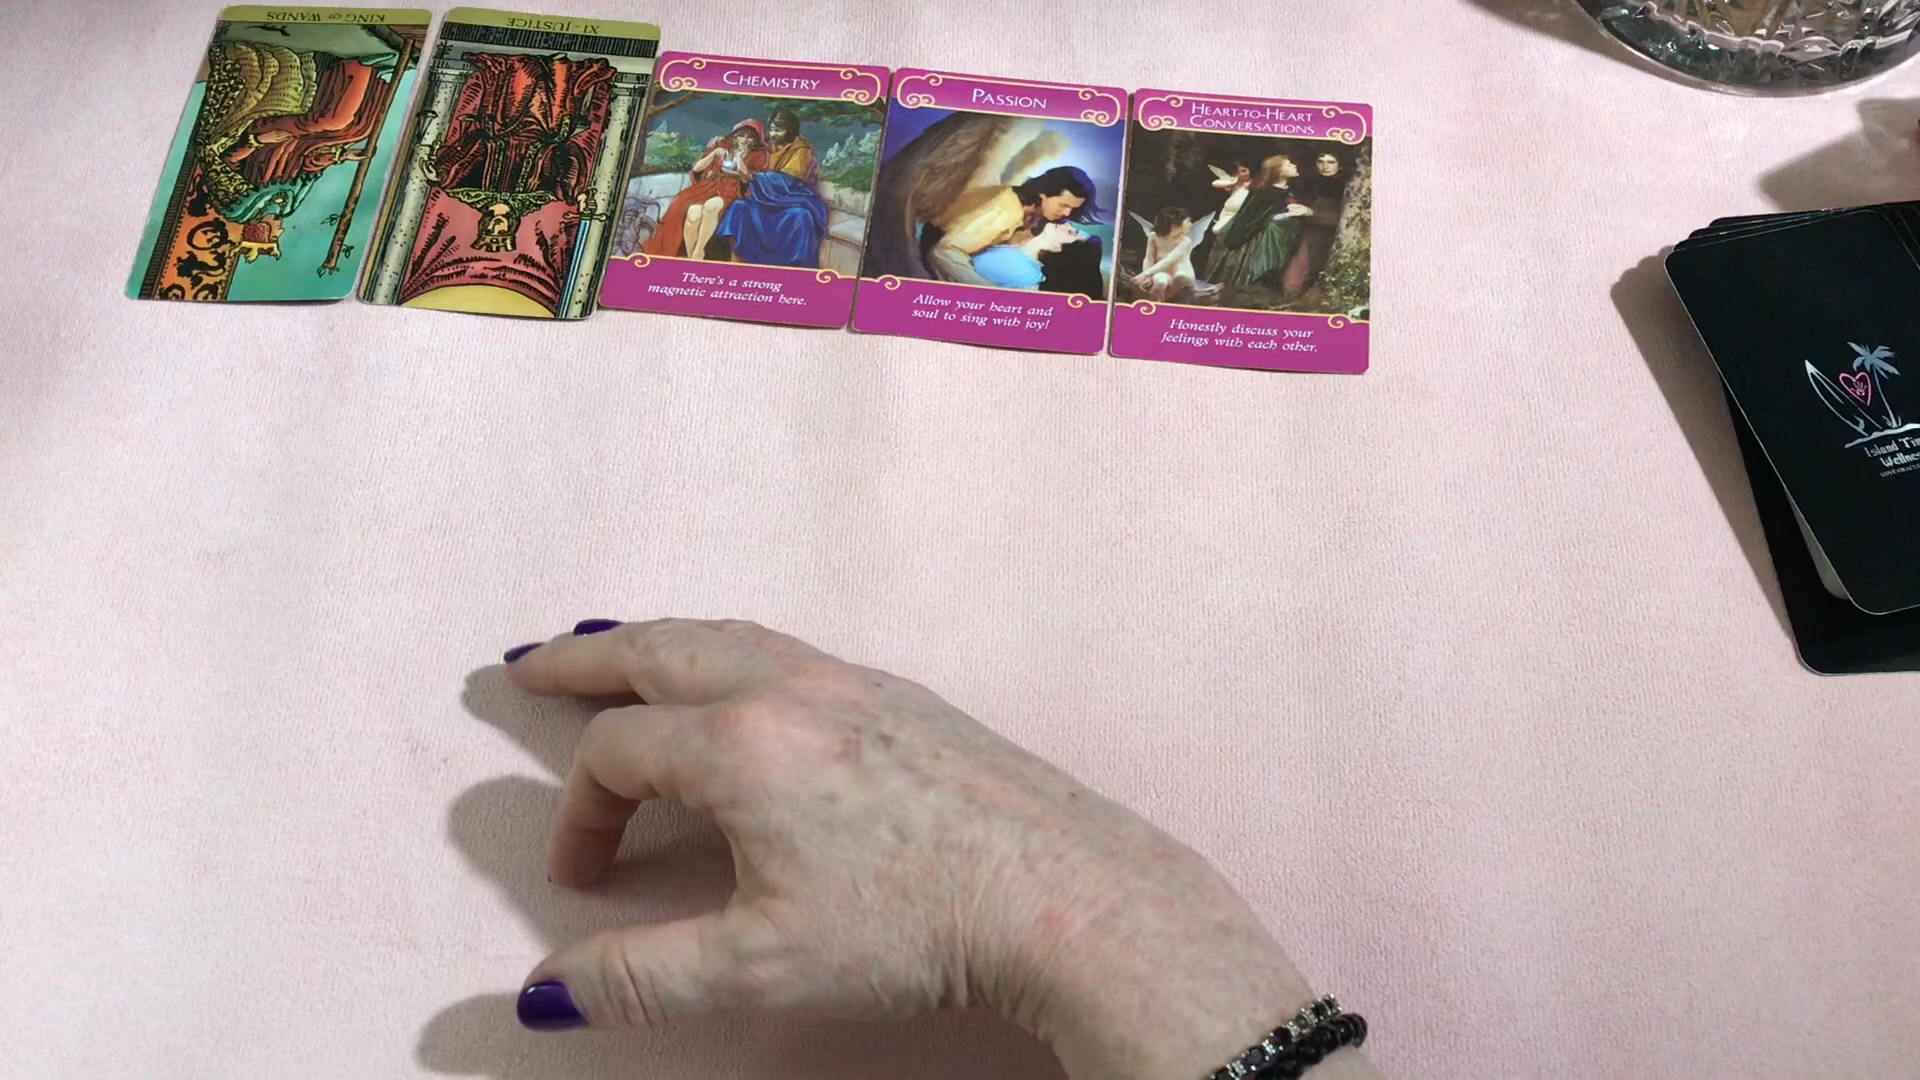 KING OF WANDS
XI - JUSTICE
CHEMISTRY
There's a strong
magnetic attraction here.
PASSION
Allow your heart and
soul to sing with joy!
HEART-TO-HEART
CONVERSATIONS
Honestly discuss your
feelings with each other.
Island